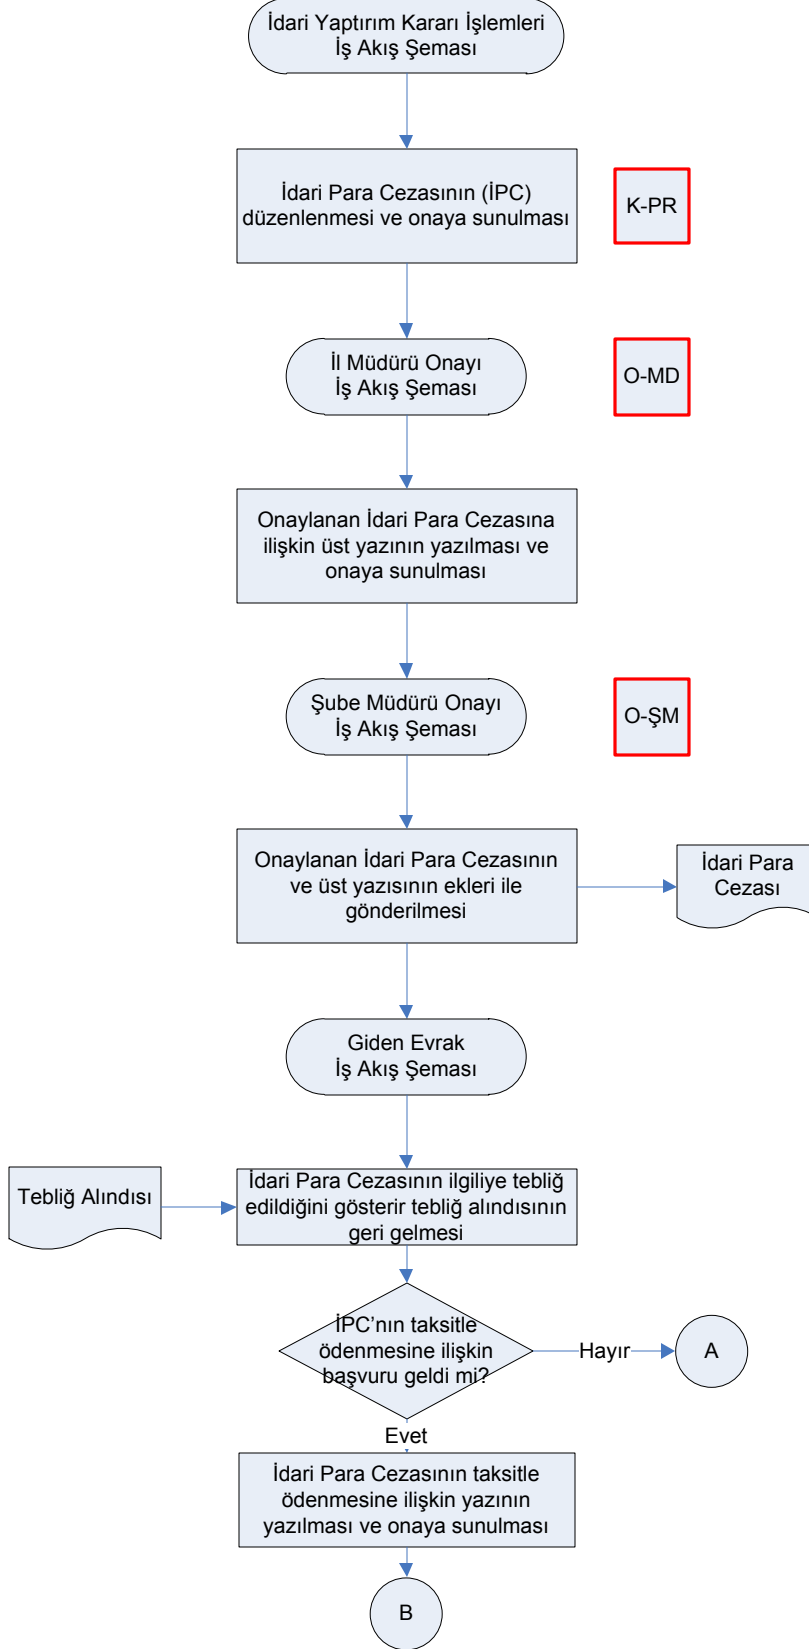 İdari Yaptırım Kararı İşlemleri
İş Akış Şeması
İdari Para Cezasının (İPC)
düzenlenmesi ve onaya sunulması
K-PR
İl Müdürü Onayı
İş Akış Şeması
O-MD
Onaylanan İdari Para Cezasına
ilişkin üst yazının yazılması ve
onaya sunulması
Şube Müdürü Onayı
İş Akış Şeması
O-ŞM
Onaylanan İdari Para Cezasının
ve üst yazısının ekleri ile
gönderilmesi
İdari Para
Cezası
Giden Evrak
İş Akış Şeması
Tebliğ Alındısı
İdari Para Cezasının ilgiliye tebliğ
edildiğini gösterir tebliğ alındısının
geri gelmesi
İPC’nın taksitle
ödenmesine ilişkin
başvuru geldi mi?
Hayır
A
Evet
İdari Para Cezasının taksitle
ödenmesine ilişkin yazının
yazılması ve onaya sunulması
B